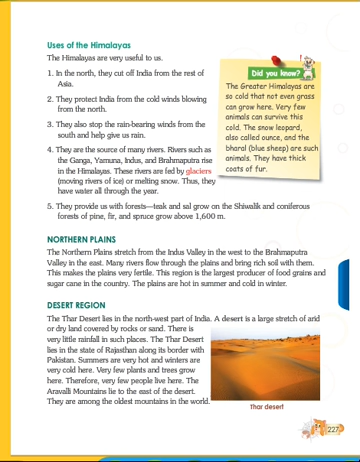 Uses of the Himalayas
The Himalayas are very useful to us.
1. In the north, they cut off India from the rest of
Asia.
2. They protect India from the cold winds blowing
from the north.
3. They also stop the rain-bearing winds from the
south and help give us rain.
4. They are the source of many rivers. Rivers such as
the Ganga, Yamuna, Indus, and Brahmaputra rise
in the Himalayas. These rivers are fed by glaciers
(moving rivers of ice) or melting snow. Thus, they
have water all through the year.
5. They provide us with forests—teak and sal grow on the Shiwalik and coniferous
forests of pine, fir, and spruce grow above 1,600 m.
Did you know?
The Greater Himalayas are
so cold that not even grass
can grow here. Very few
animals can survive this
cold. The snow leopard,
also called ounce, and the
bharal (blue sheep) are such
animals. They have thick
coats of fur.
NORTHERN PLAINS
The Northern Plains stretch from the Indus Valley in the west to the Brahmaputra
Valley in the east. Many rivers flow through the plains and bring rich soil with them.
This makes the plains very fertile. This region is the largest producer of food grains and
sugar cane in the country. The plains are hot in summer and cold in winter.
DESERT REGION
The Thar Desert lies in the north-west part of India. A desert is a large stretch of arid
or dry land covered by rocks or sand. There is
very little rainfall in such places. The Thar Desert
lies in the state of Rajasthan along its border with
Pakistan. Summers are very hot and winters are
very cold here. Very few plants and trees grow
here. Therefore, very few people live here. The
Aravalli Mountains lie to the east of the desert.
They are among the oldest mountains in the world.
Thar desert
227